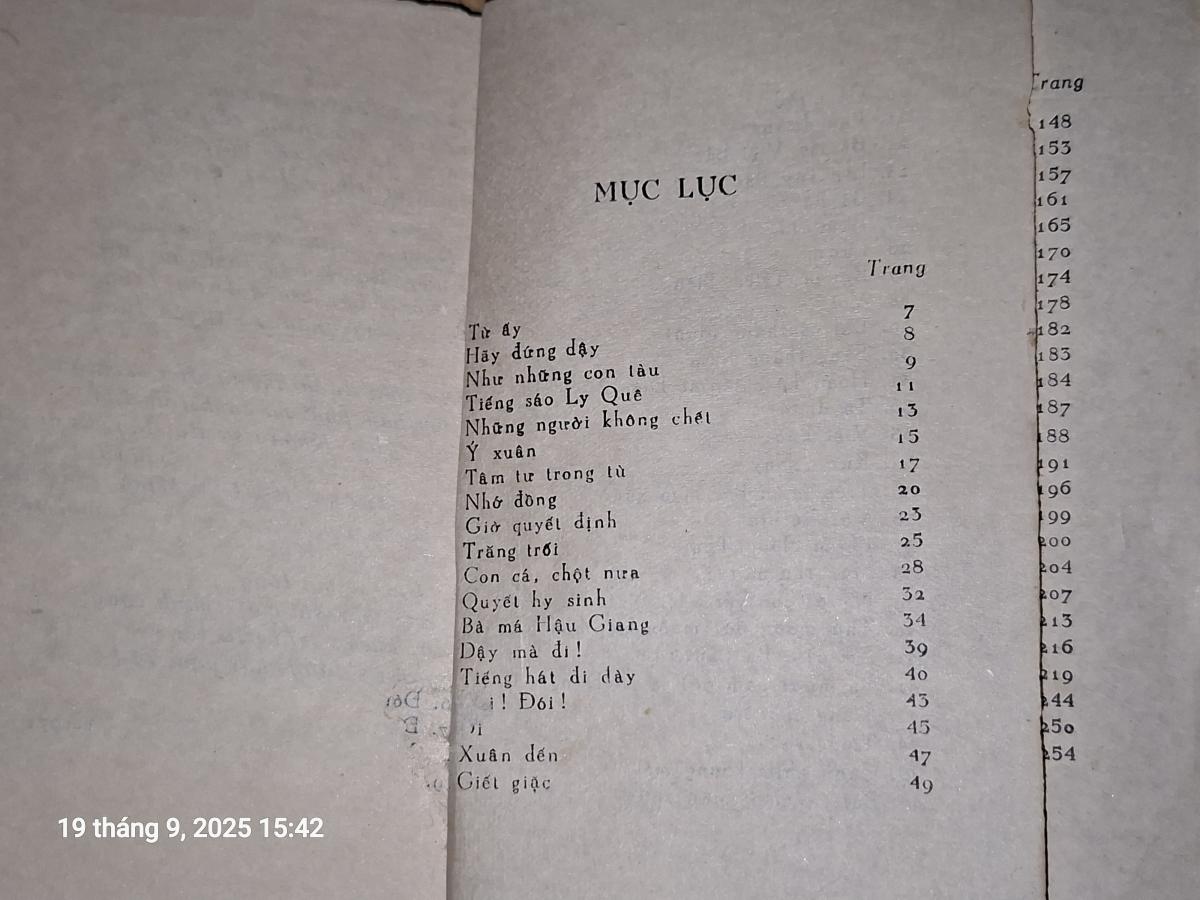 MỤC LỤC
Trang
Từ ấy 7
Hãy đứng dậy 8
Như những con tàu 9
Tiếng sáo Ly Quê 11
Những người không chết 13
Ý xuân 15
Tâm tư trong tù 17
Nhớ đồng 20
Giờ quyết định 23
Trăng trối 25
Con cá, chột nưa 28
Quyết hy sinh 32
Bà má Hậu Giang 34
Dậy mà đi ! 39
Tiếng hát đi đày 40
i ! Đói ! 43
i 45
Xuân đến 47
Giết giặc 49
Trang
148
153
157
161
165
170
174
178
182
183
184
187
188
191
196
199
200
204
207
213
216
219
244
250
254
19 tháng 9, 2025 15:42